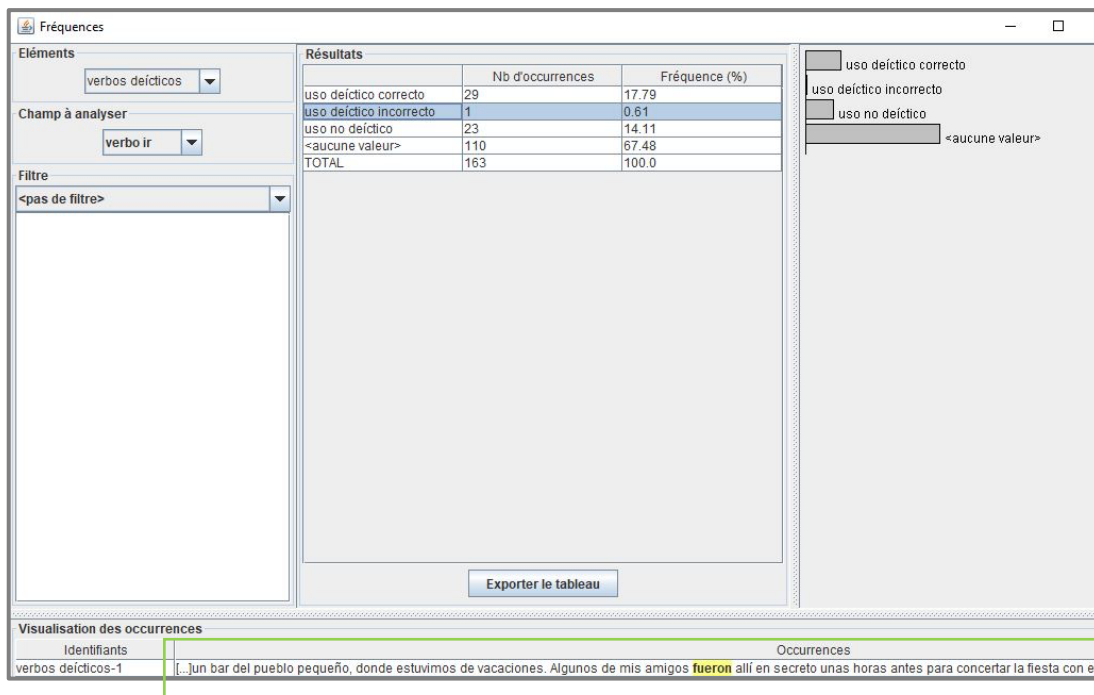 Fréquences
Eléments
verbos deícticos
Champ à analyser
verbo ir
Filtre
<pas de filtre>
Résultats
Nb d'occurrences Fréquence (%)
uso deíctico correcto 29 17.79
uso deíctico incorrecto 1 0.61
uso no deíctico 23 14.11
<aucune valeur> 110 67.48
TOTAL 163 100.0
Exporter le tableau
uso deíctico correcto
uso deíctico incorrecto
uso no deíctico
<aucune valeur>
Visualisation des occurrences
Identifiants Occurrences
verbos deícticos-1 [...]un bar del pueblo pequeño, donde estuvimos de vacaciones. Algunos de mis amigos fueron allí en secreto unas horas antes para concertar la fiesta con e